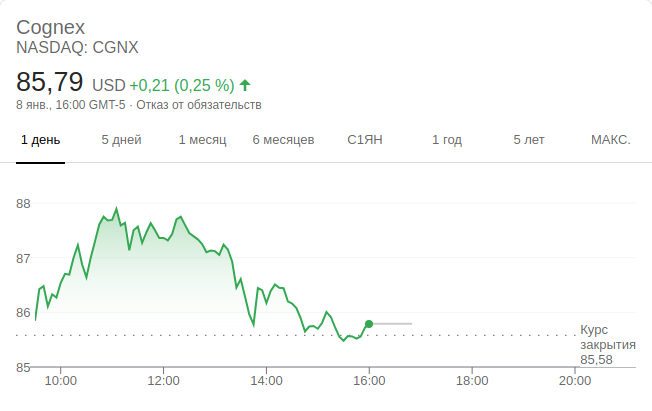 Cognex
NASDAQ: CGNX
85,79 USD +0,21 (0,25 %)
8 янв., 16:00 GMT-5 · Отказ от обязательств
1 день 5 дней 1 месяц 6 месяцев С1ЯН 1 год 5 лет МАКС.
88
87
86
Курс
закрытия
85,58
85
10:00 12:00 14:00 16:00 18:00 20:00